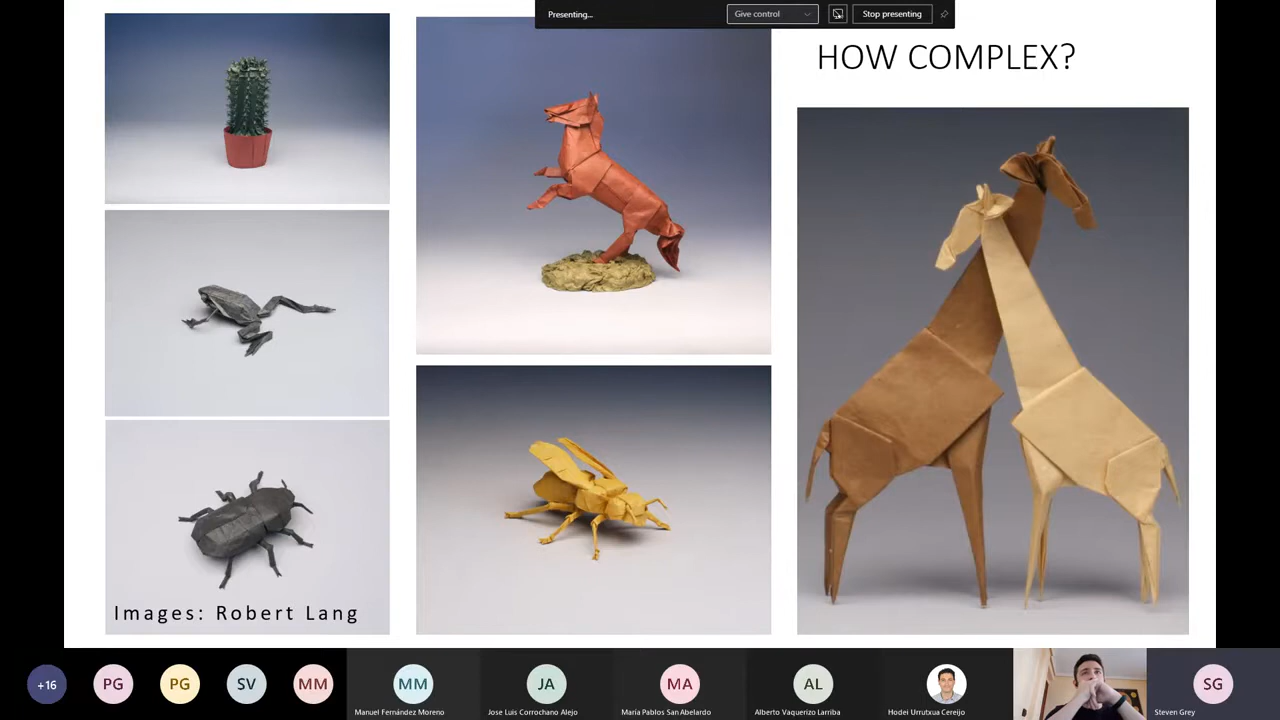 Presenting...
Give control
Stop presenting
HOW COMPLEX?
Images: Robert Lang
+16
PG
PG
SV
MM
MM
Manuel Fernández Moreno
JA
Jose Luis Corrochano Alejo
MA
María Pablos San Abelardo
AL
Alberto Vaquerizo Larriba
Hodei Urrutxua Cereijo
SG
Steven Grey